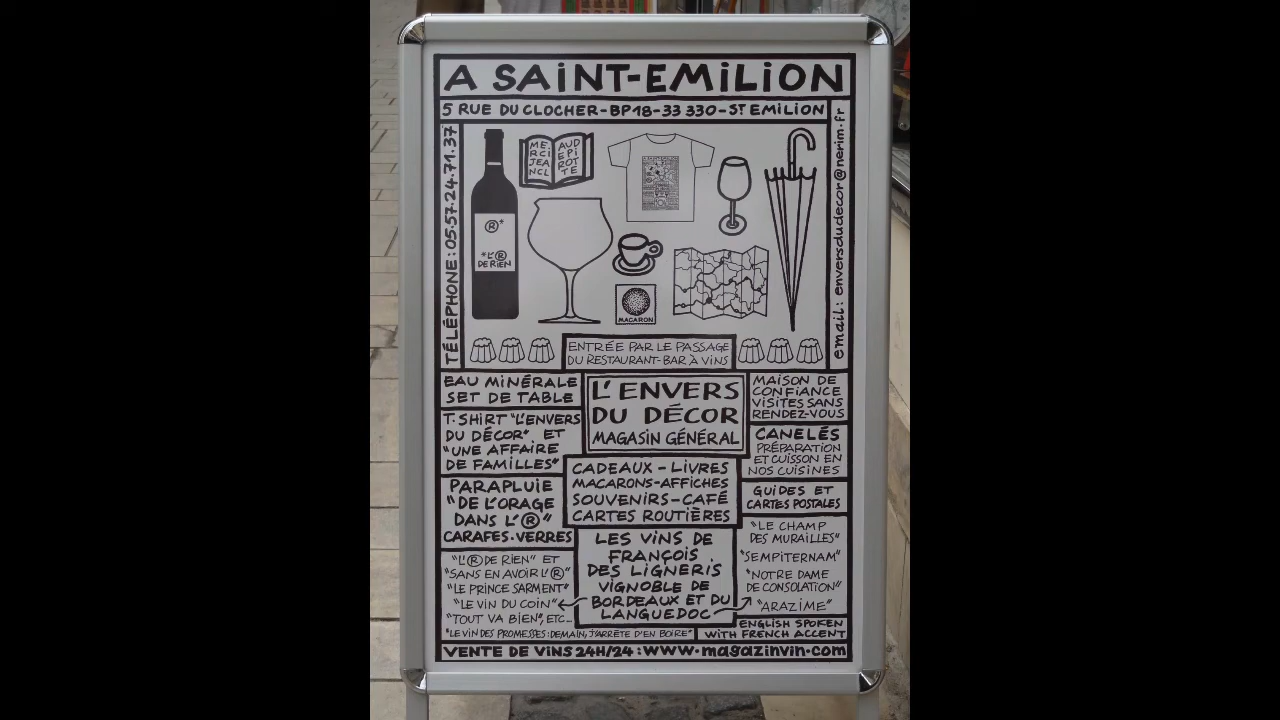 A SAiNT-EMiLiON
5 RUE DU CLOCHER-BP18-33 330-ST EMILION
TÉLÉPHONE: 05.57.24.71.37
email: enversdudecor@nerim.fr
MERCI JEANCL AUDE PIROTTE
®*
*L'®
DE RiEN
MACARON
ENTRÉE PAR LE PASSAGE
DU RESTAURANT-BAR À VINS
EAU MINÉRALE
SET DE TABLE
T.SHIRT "L'ENVERS
DU DÉCOR" ET
"UNE AFFAIRE
DE FAMILLES"
PARAPLUIE
"DE L'ORAGE
DANS L'®"
CARAFES.VERRES
"L'® DE RIEN" ET
"SANS EN AVOIR L'®"
"LE PRINCE SARMENT"
"LE VIN DU COIN"
"TOUT VA BIEN", ETC...
"LE VIN DES PROMESSES: DEMAIN, J'ARRÊTE D'EN BOIRE"
L'ENVERS
DU DÉCOR
MAGASIN GÉNÉRAL
CADEAUX - LIVRES
MACARONS-AFFICHES
SOUVENIRS-CAFÉ
CARTES ROUTIÈRES
LES VINS DE
FRANÇOIS
DES LIGNERIS
VIGNOBLE DE
BORDEAUX ET DU
LANGUEDOC
MAISON DE
CONFIANCE
VISITES SANS
RENDEZ-VOUS
CANELÉS
PRÉPARATION
ET CUISSON EN
NOS CUISINES
GUIDES ET
CARTES POSTALES
"LE CHAMP
DES MURAILLES"
"SEMPITERNAM"
"NOTRE DAME
DE CONSOLATION"
"ARAZIME"
ENGLISH SPOKEN
WITH FRENCH ACCENT
VENTE DE VINS 24H/24: www.magazinvin.com